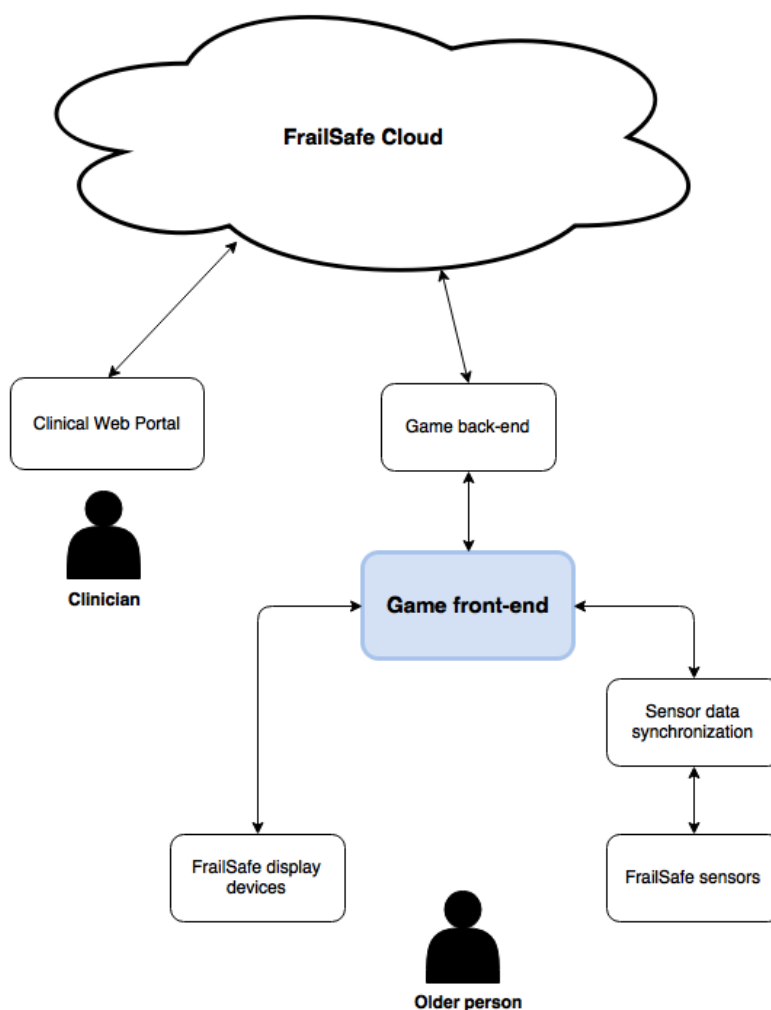 FrailSafe Cloud
Clinical Web Portal
Game back-end
Clinician
Game front-end
Sensor data
synchronization
FrailSafe display
devices
FrailSafe sensors
Older person